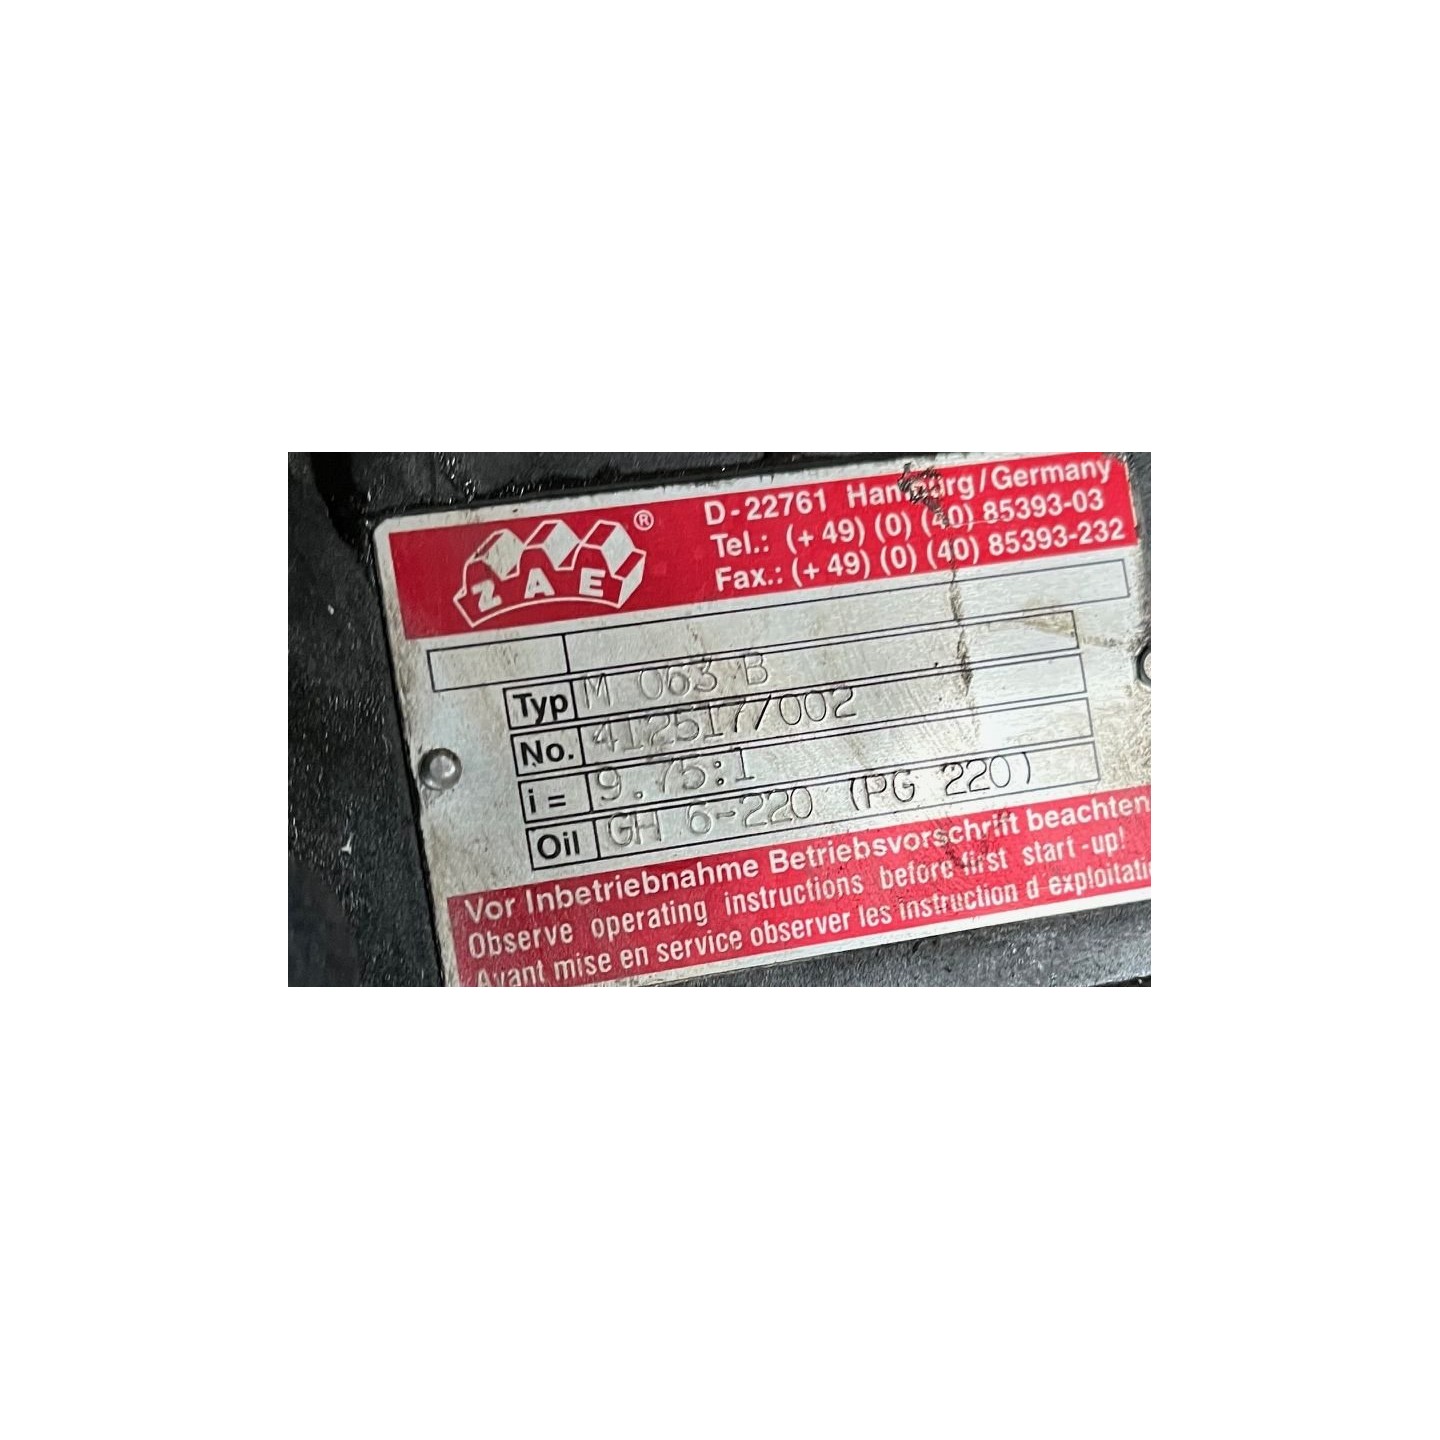 ZAE®
D-22761 Hamburg/Germany
Tel.: (+ 49) (0) (40) 85393-03
Fax.: (+ 49) (0) (40) 85393-232
Typ M 063 B
No. 412517/002
i = 9.75:1
Oil GH 6-220 (PG 220)
Vor Inbetriebnahme Betriebsvorschrift beachten
Observe operating instructions before first start-up!
Avant mise en service observer les instruction d exploitati